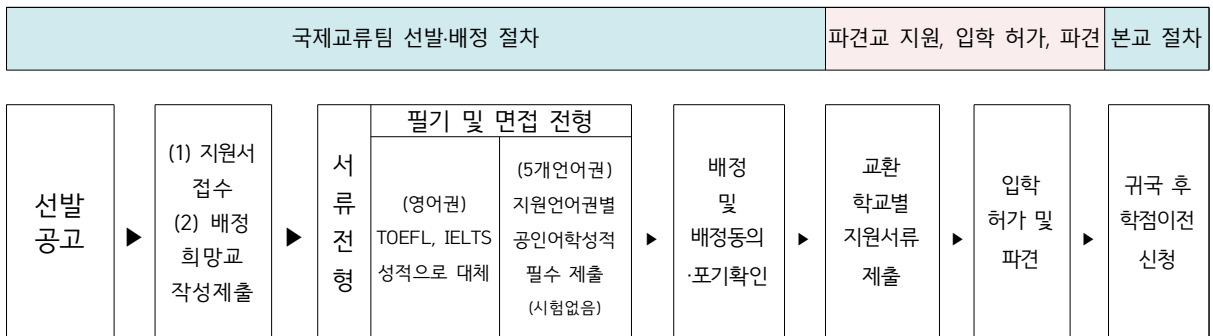 국제교류팀 선발·배정 절차
파견교 지원, 입학 허가, 파견
본교 절차
선발
공고
▶
(1) 지원서
접수
(2) 배정
희망교
작성제출
▶
서
류
전
형
필기 및 면접 전형
(영어권)
TOEFL, IELTS
성적으로 대체
(5개언어권)
지원언어권별
공인어학성적
필수 제출
(시험없음)
▶
배정
및
배정동의
·포기확인
▶
교환
학교별
지원서류
제출
▶
입학
허가 및
파견
▶
귀국 후
학점이전
신청